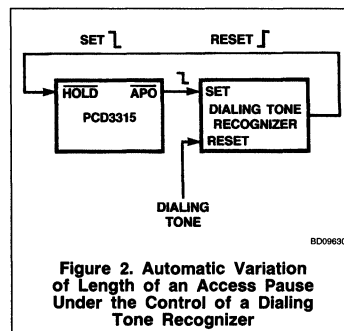 SET RESET
HOLD APO SET
PCD3315 DIALING TONE
RECOGNIZER
RESET
DIALING
TONE
BD09630
Figure 2. Automatic Variation
of Length of an Access Pause
Under the Control of a Dialing
Tone Recognizer